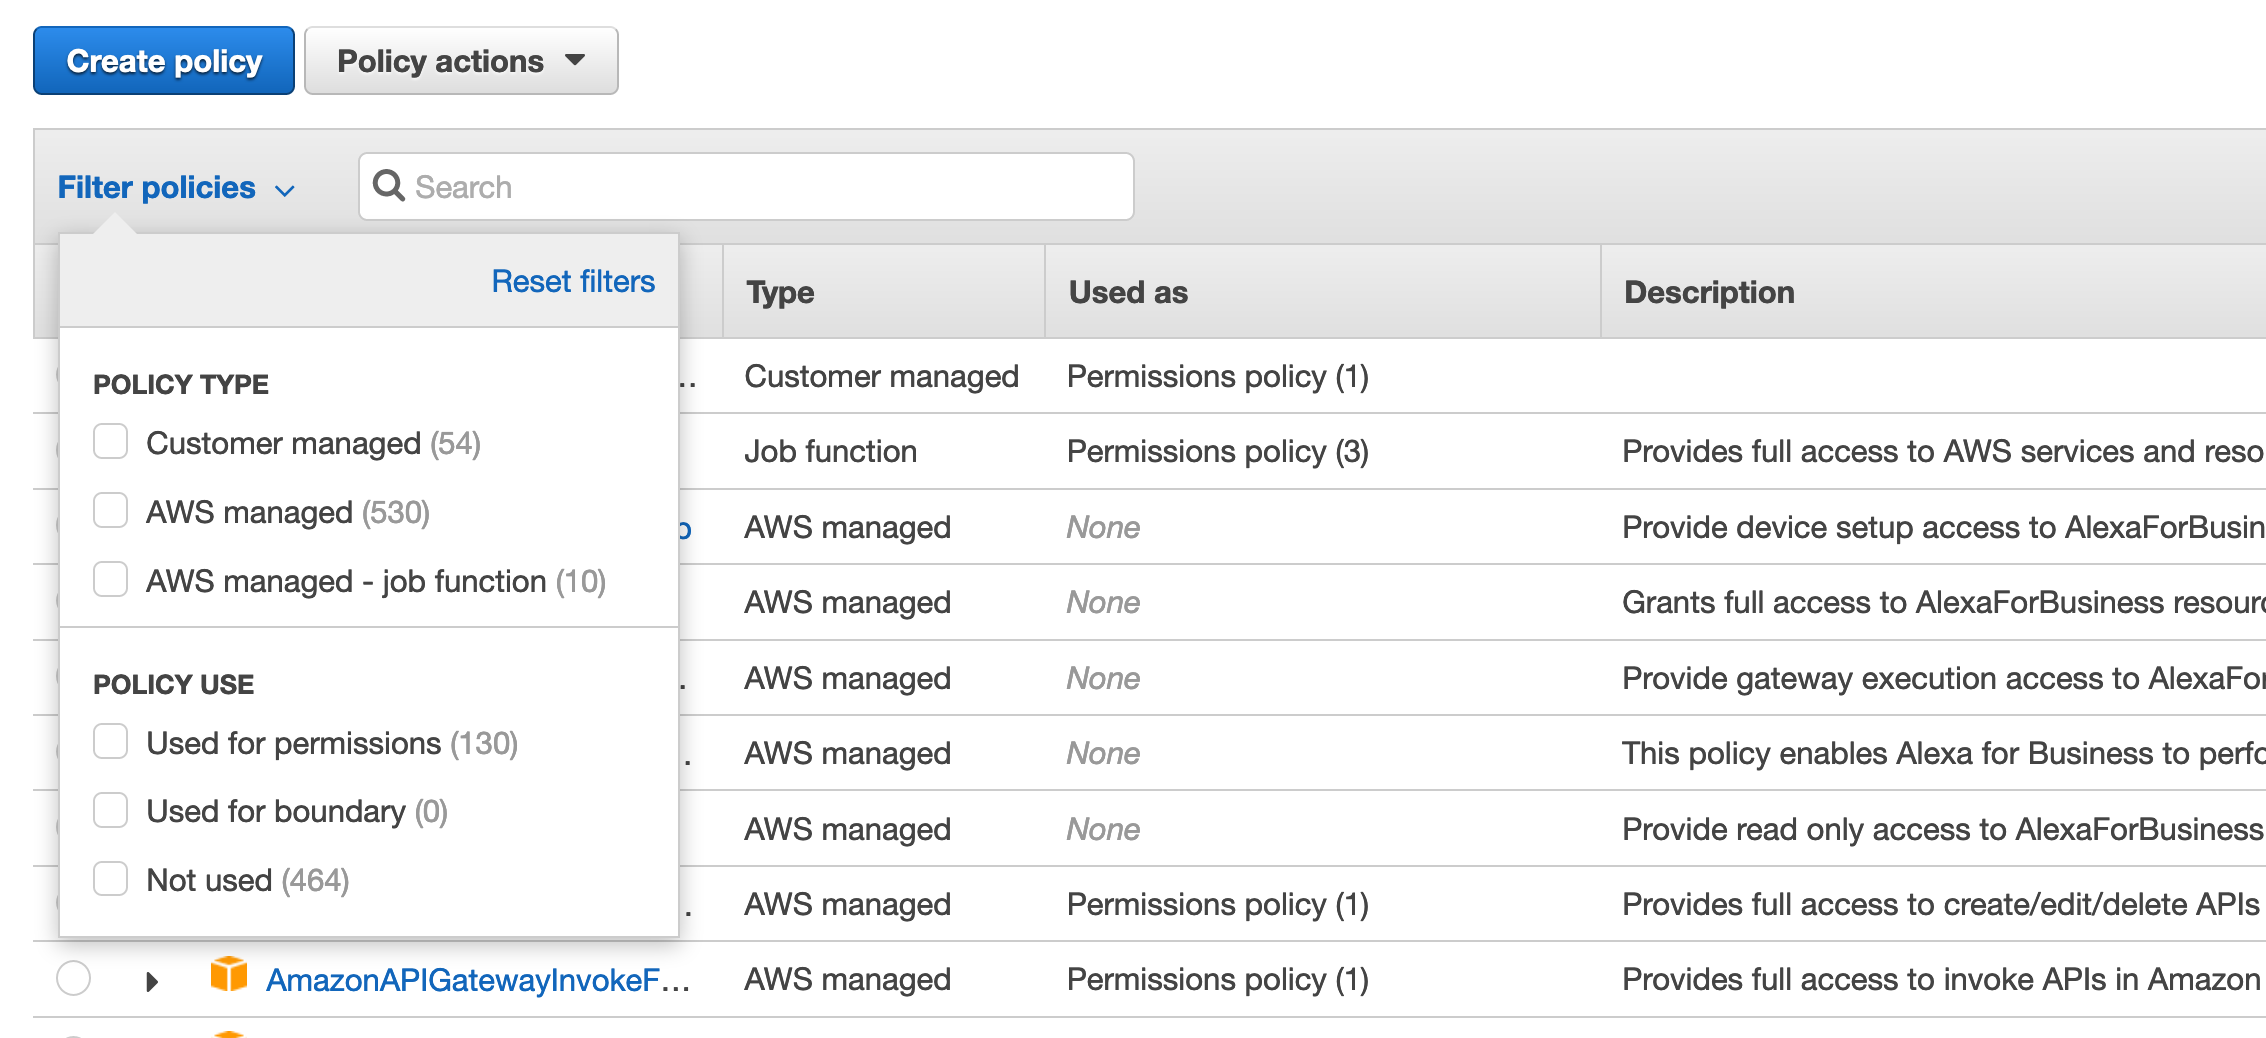 Create policy Policy actions
Filter policies Search
Reset filters
Type Used as Description
POLICY TYPE
Customer managed (54)
AWS managed (530)
AWS managed - job function (10)
POLICY USE
Used for permissions (130)
Used for boundary (0)
Not used (464)
.. Customer managed Permissions policy (1)
Job function Permissions policy (3) Provides full access to AWS services and reso
AWS managed None Provide device setup access to AlexaForBusin
AWS managed None Grants full access to AlexaForBusiness resour
. AWS managed None Provide gateway execution access to AlexaFor
. AWS managed None This policy enables Alexa for Business to perfo
AWS managed None Provide read only access to AlexaForBusiness
. AWS managed Permissions policy (1) Provides full access to create/edit/delete APIs
AmazonAPIGatewayInvokeF... AWS managed Permissions policy (1) Provides full access to invoke APIs in Amazon